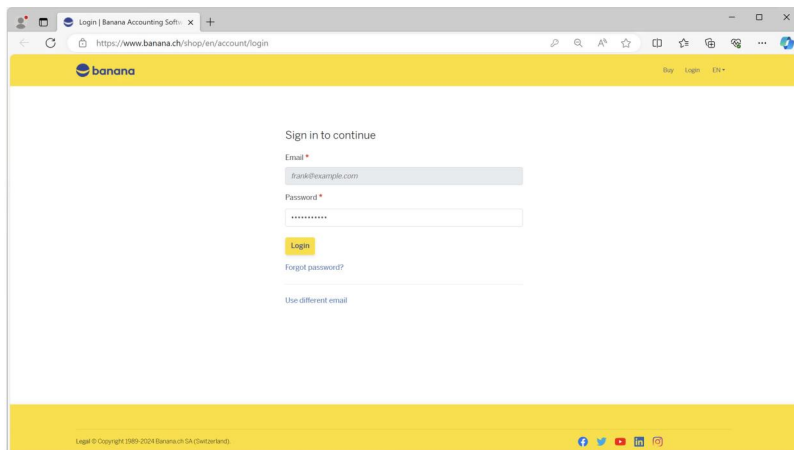 Login | Banana Accounting Softw
https://www.banana.ch/shop/en/account/login
banana
Buy Login EN
Sign in to continue
Email *
frank@example.com
Password *
•••••••••••
Login
Forgot password?
Use different email
Legal © Copyright 1989-2024 Banana.ch SA (Switzerland).